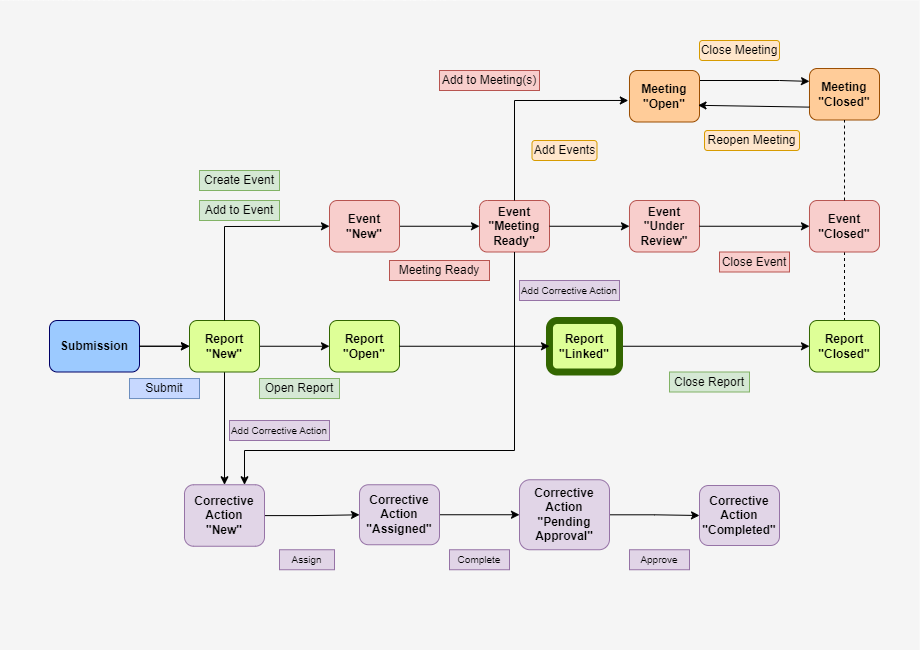 Close Meeting
Add to Meeting(s)
Meeting
"Open"
Meeting
"Closed"
Reopen Meeting
Add Events
Create Event
Add to Event
Event
"New"
Event
"Meeting
Ready"
Event
"Under
Review"
Event
"Closed"
Meeting Ready
Close Event
Add Corrective Action
Submission
Report
"New"
Report
"Open"
Report
"Linked"
Report
"Closed"
Submit
Open Report
Close Report
Add Corrective Action
Corrective
Action
"New"
Corrective
Action
"Assigned"
Corrective
Action
"Pending
Approval"
Corrective
Action
"Completed"
Assign
Complete
Approve